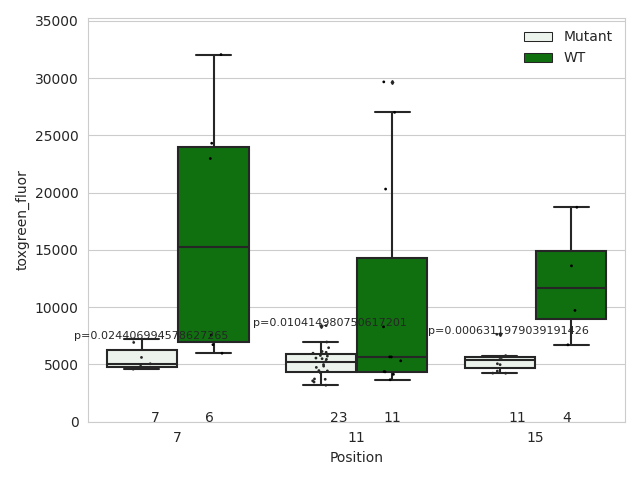 35000
30000
25000
20000
15000
10000
5000
0
toxgreen_fluor
Mutant
WT
p=0.024406994578627265
p=0.010414980750617201
p=0.0006311979039191426
7 6 23 11 11 4
7 11 15
Position